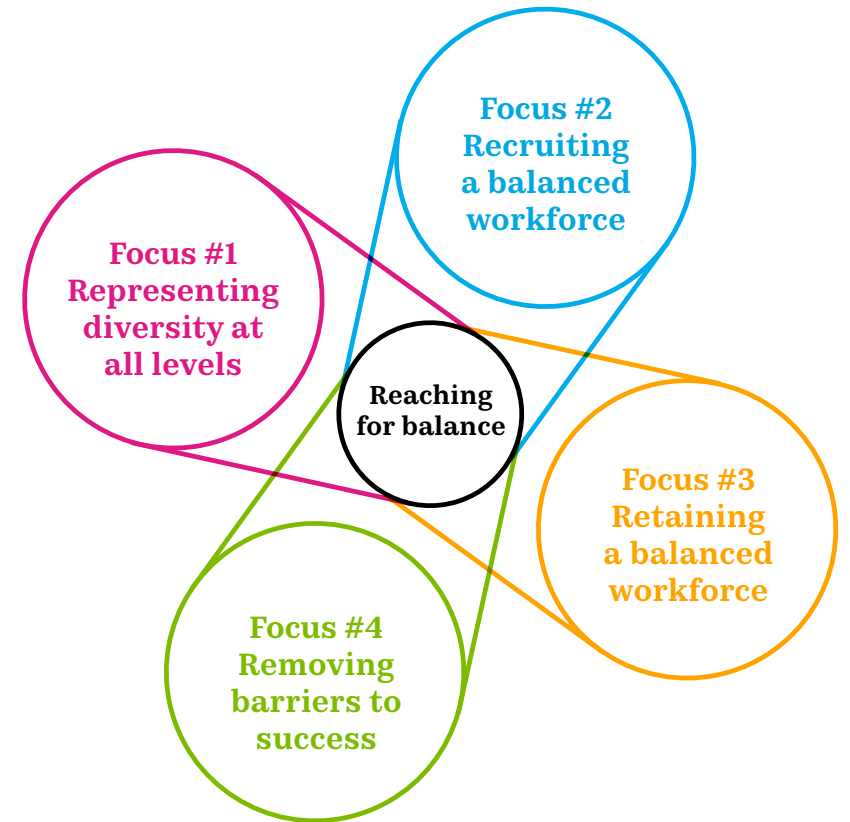 Focus #1
Representing
diversity at
all levels
Focus #2
Recruiting
a balanced
workforce
Reaching
for balance
Focus #3
Retaining
a balanced
workforce
Focus #4
Removing
barriers to
success